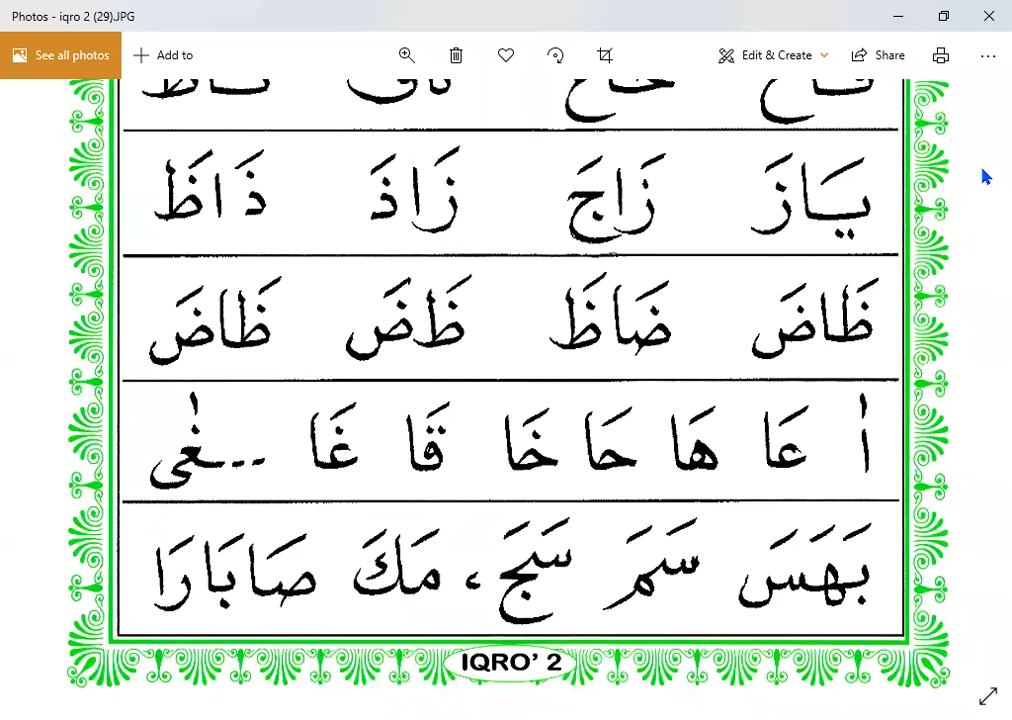 Photos - iqro 2 (29).JPG
See all photos Add to Edit & Create Share
يَازَ زَاجَ زَاذَ ذَاظَ
ظَاضَ ضَاظَ ظَضَ ظَاضَ
اٰ عَا هَا حَا خَا قَا غَا ---غٰى
بَهَسَ سَمَ سَجَ، مَكَ صَابَارَا
IQRO' 2